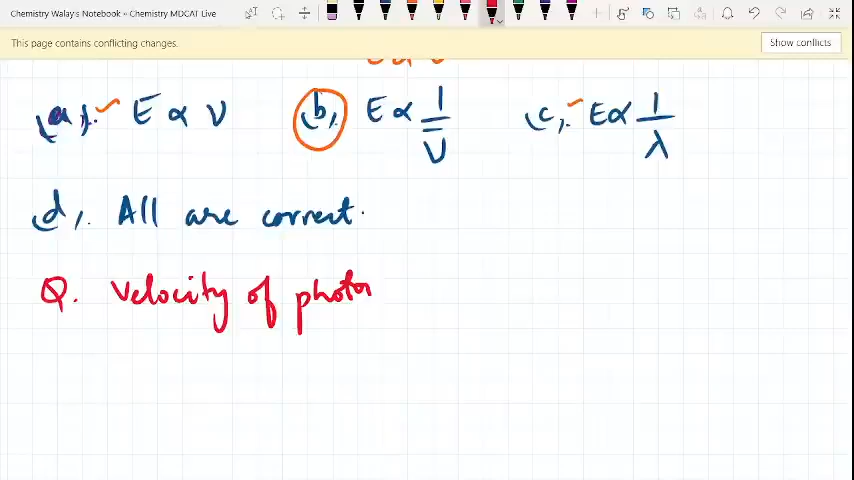 Chemistry Walay's Notebook » Chemistry MDCAT Live
This page contains conflicting changes.
Show conflicts
(a). E ∝ ν (b). E ∝ 1/ν̄ (c). E ∝ 1/λ
(d). All are correct.
Q. Velocity of photon